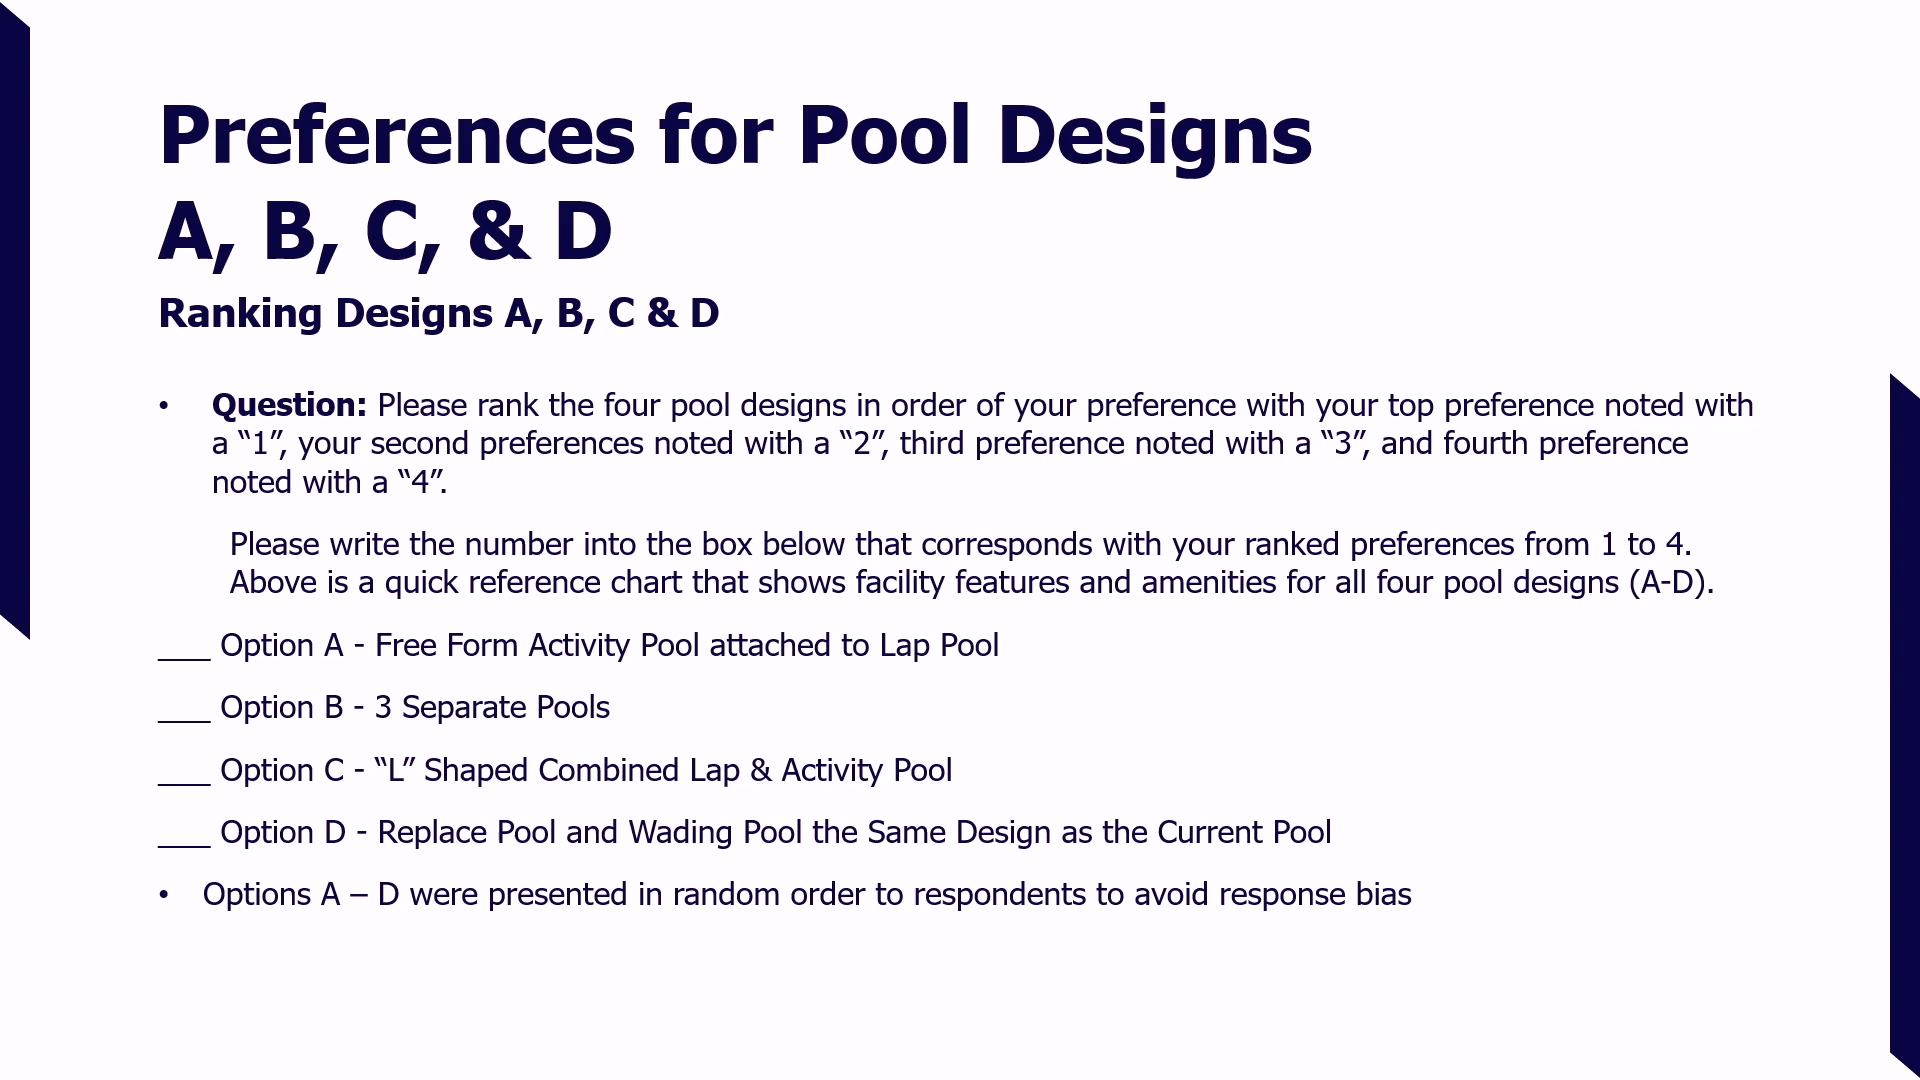 Preferences for Pool Designs
A, B, C, & D
Ranking Designs A, B, C & D
• Question: Please rank the four pool designs in order of your preference with your top preference noted with
a “1”, your second preferences noted with a “2”, third preference noted with a “3”, and fourth preference
noted with a “4”.
Please write the number into the box below that corresponds with your ranked preferences from 1 to 4.
Above is a quick reference chart that shows facility features and amenities for all four pool designs (A-D).
___ Option A - Free Form Activity Pool attached to Lap Pool
___ Option B - 3 Separate Pools
___ Option C - “L” Shaped Combined Lap & Activity Pool
___ Option D - Replace Pool and Wading Pool the Same Design as the Current Pool
• Options A – D were presented in random order to respondents to avoid response bias